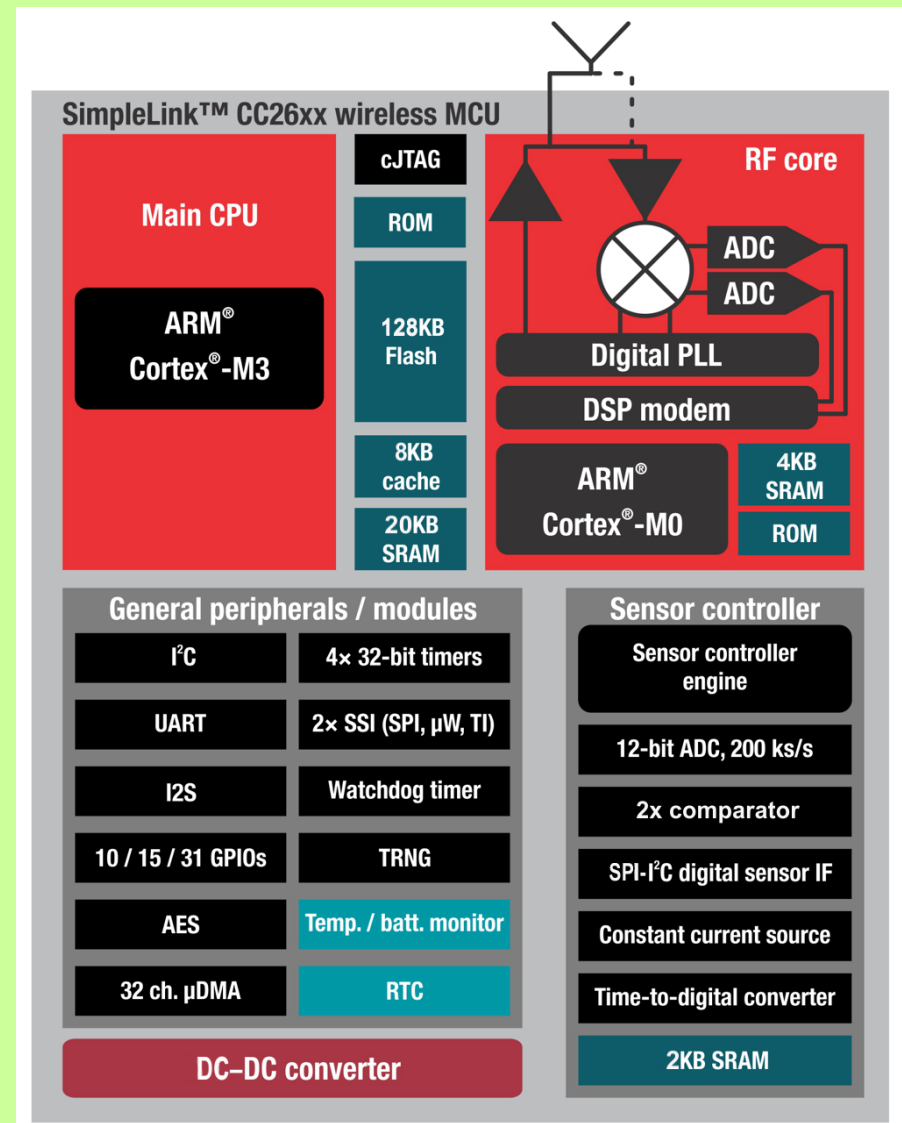 SimpleLink™ CC26xx wireless MCU
Main CPU
ARM®
Cortex®-M3
cJTAG
ROM
128KB
Flash
8KB
cache
20KB
SRAM
RF core
ADC
ADC
Digital PLL
DSP modem
ARM®
Cortex®-M0
4KB
SRAM
ROM
General peripherals / modules
I²C
4× 32-bit timers
UART
2× SSI (SPI, µW, TI)
I2S
Watchdog timer
10 / 15 / 31 GPIOs
TRNG
AES
Temp. / batt. monitor
32 ch. µDMA
RTC
Sensor controller
Sensor controller
engine
12-bit ADC, 200 ks/s
2x comparator
SPI-I²C digital sensor IF
Constant current source
Time-to-digital converter
2KB SRAM
DC–DC converter